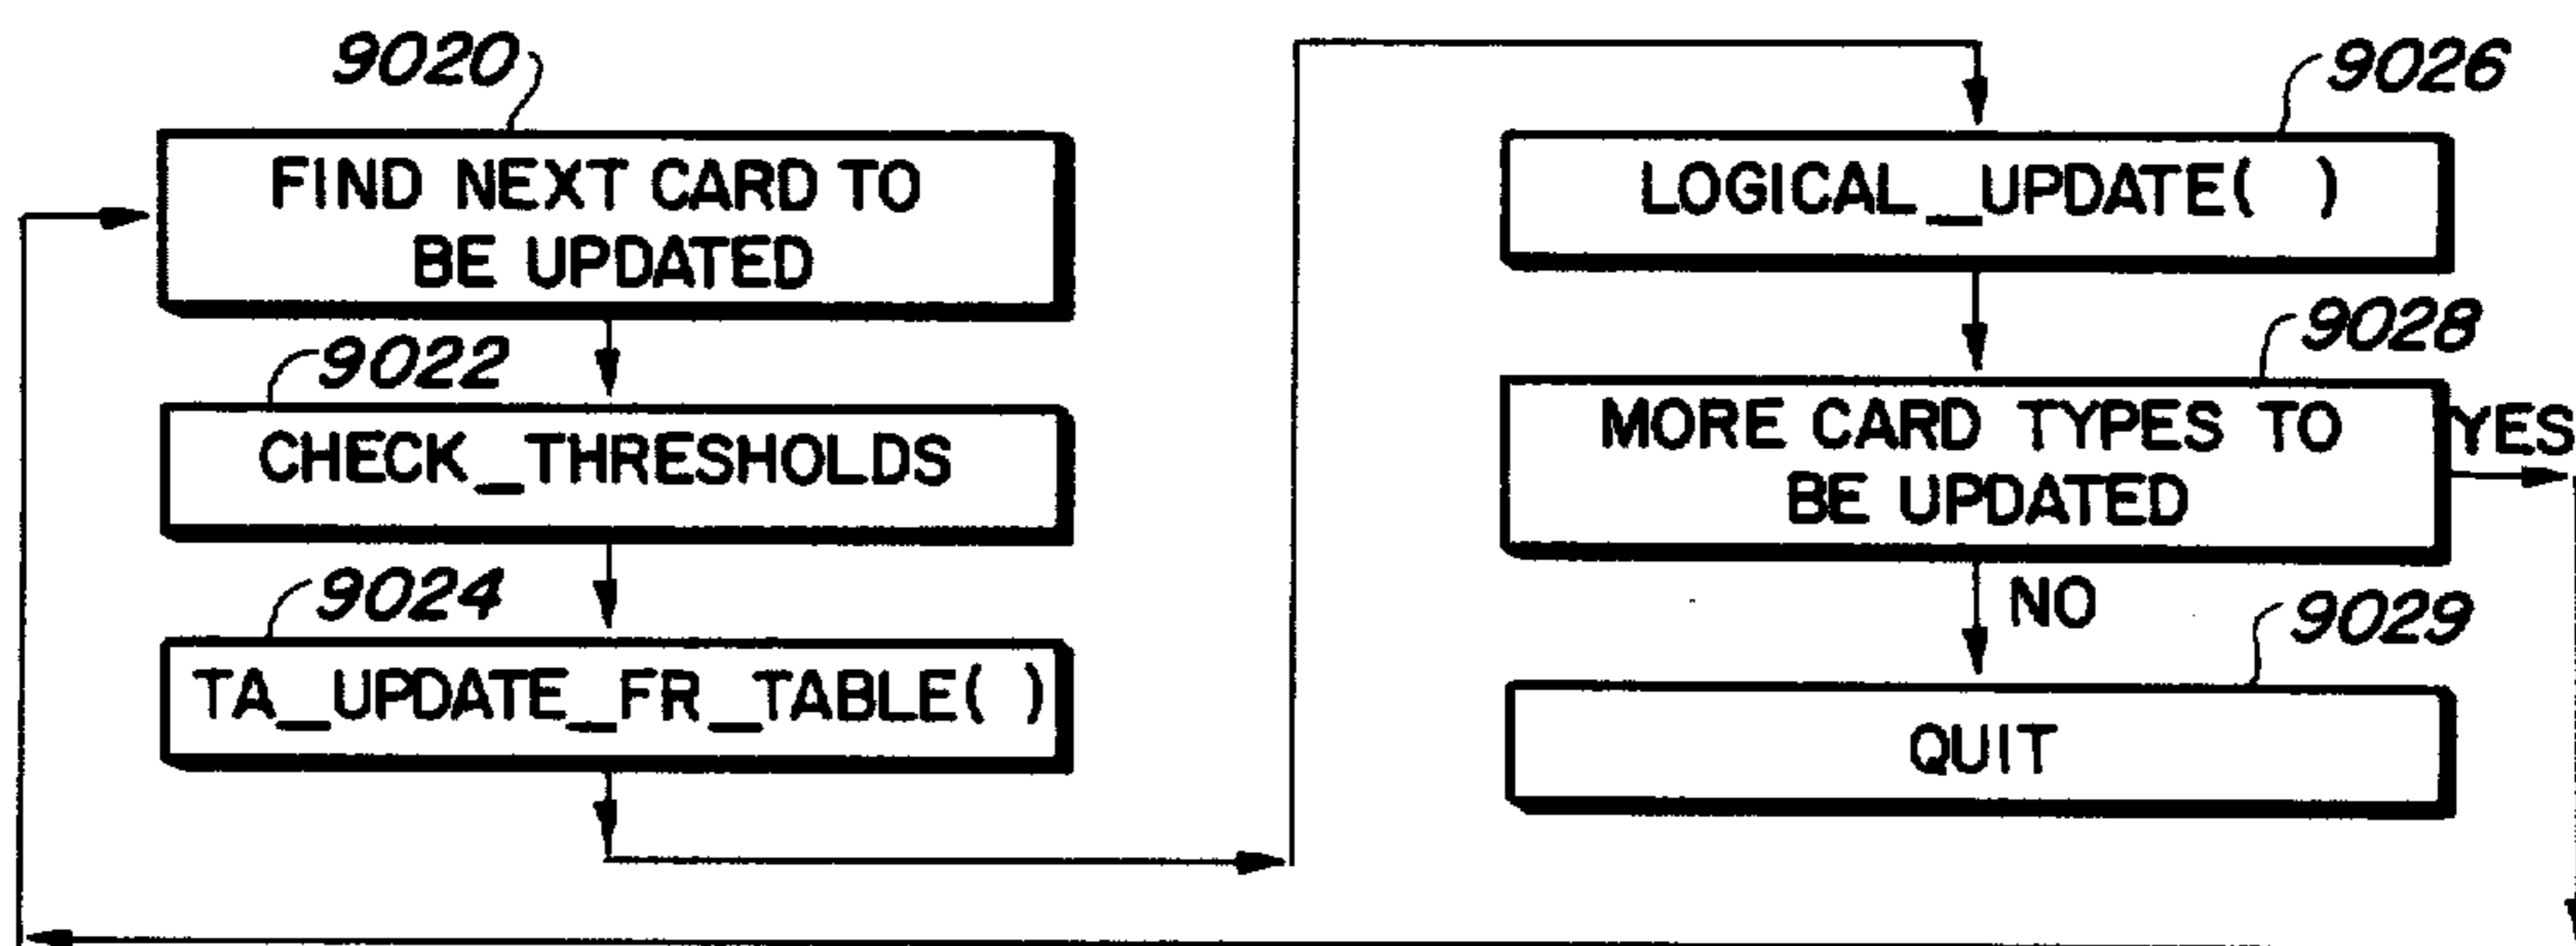 9020
FIND NEXT CARD TO
BE UPDATED
9022
CHECK_THRESHOLDS
9024
TA_UPDATE_FR_TABLE( )
9026
LOGICAL_UPDATE( )
9028
MORE CARD TYPES TO
BE UPDATED
YES
NO
9029
QUIT